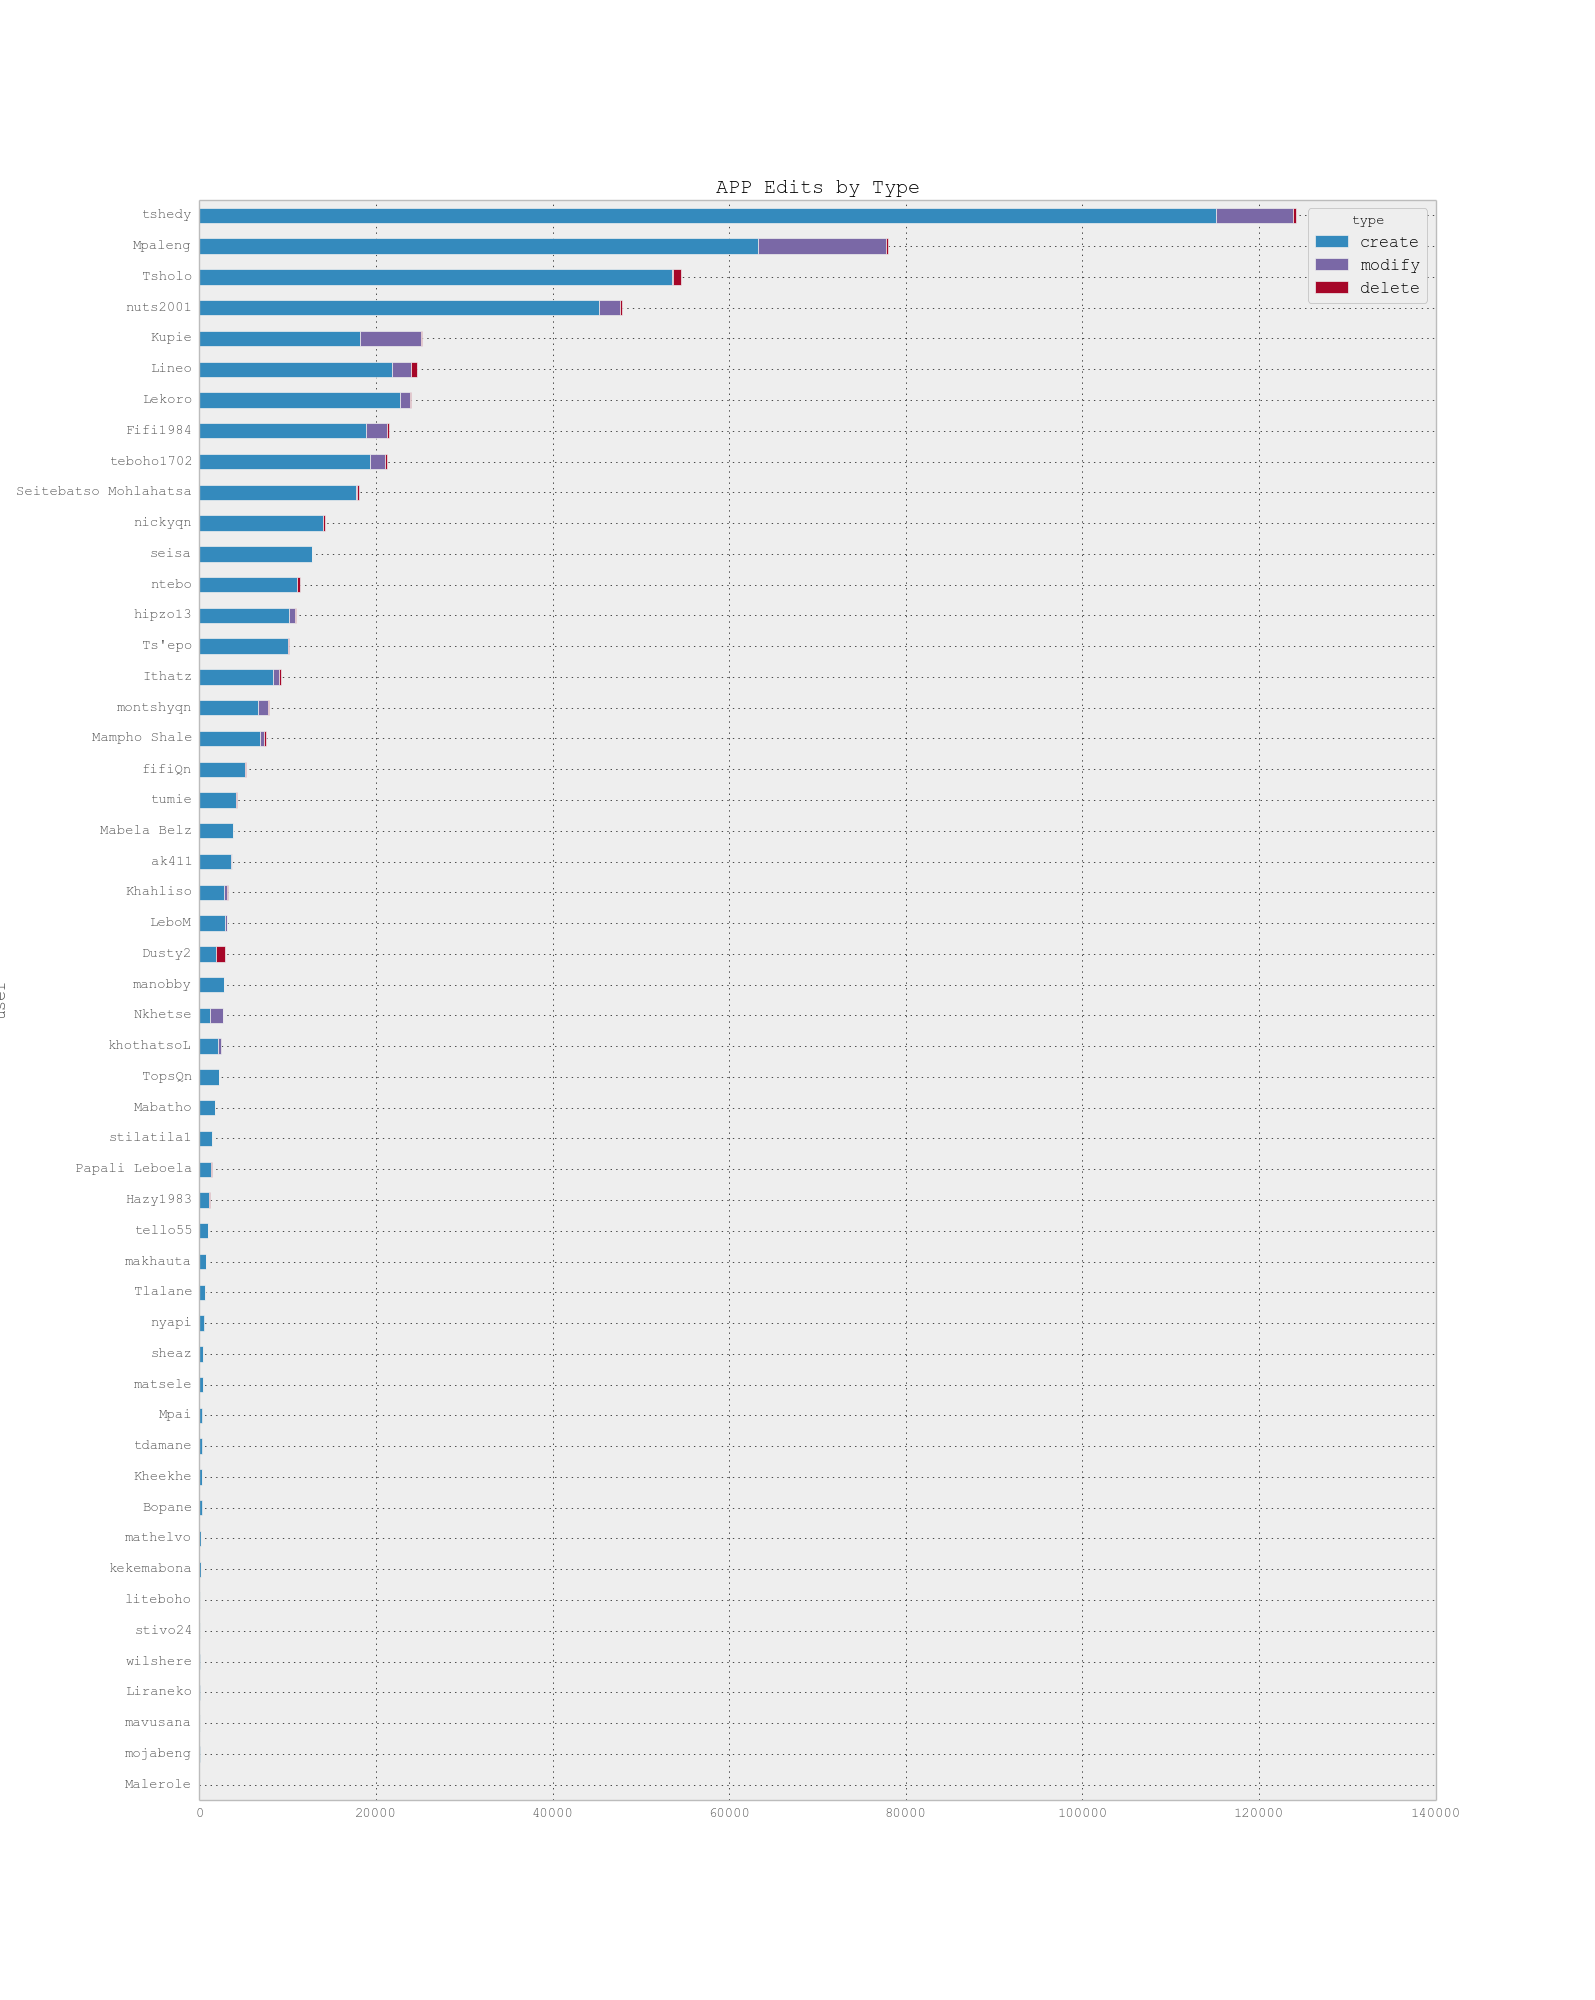 APP Edits by Type
type
create
modify
delete
user
tshedy
Mpaleng
Tsholo
nuts2001
Kupie
Lineo
Lekoro
Fifi1984
teboho1702
Seitebatso Mohlahatsa
nickyqn
seisa
ntebo
hipzo13
Ts'epo
Ithatz
montshyqn
Mampho Shale
fifiQn
tumie
Mabela Belz
ak411
Khahliso
LeboM
Dusty2
manobby
Nkhetse
khothatsoL
TopsQn
Mabatho
stilatila1
Papali Leboela
Hazy1983
tello55
makhauta
Tlalane
nyapi
sheaz
matsele
Mpai
tdamane
Kheekhe
Bopane
mathelvo
kekemabona
liteboho
stivo24
wilshere
Liraneko
mavusana
mojabeng
Malerole
0 20000 40000 60000 80000 100000 120000 140000